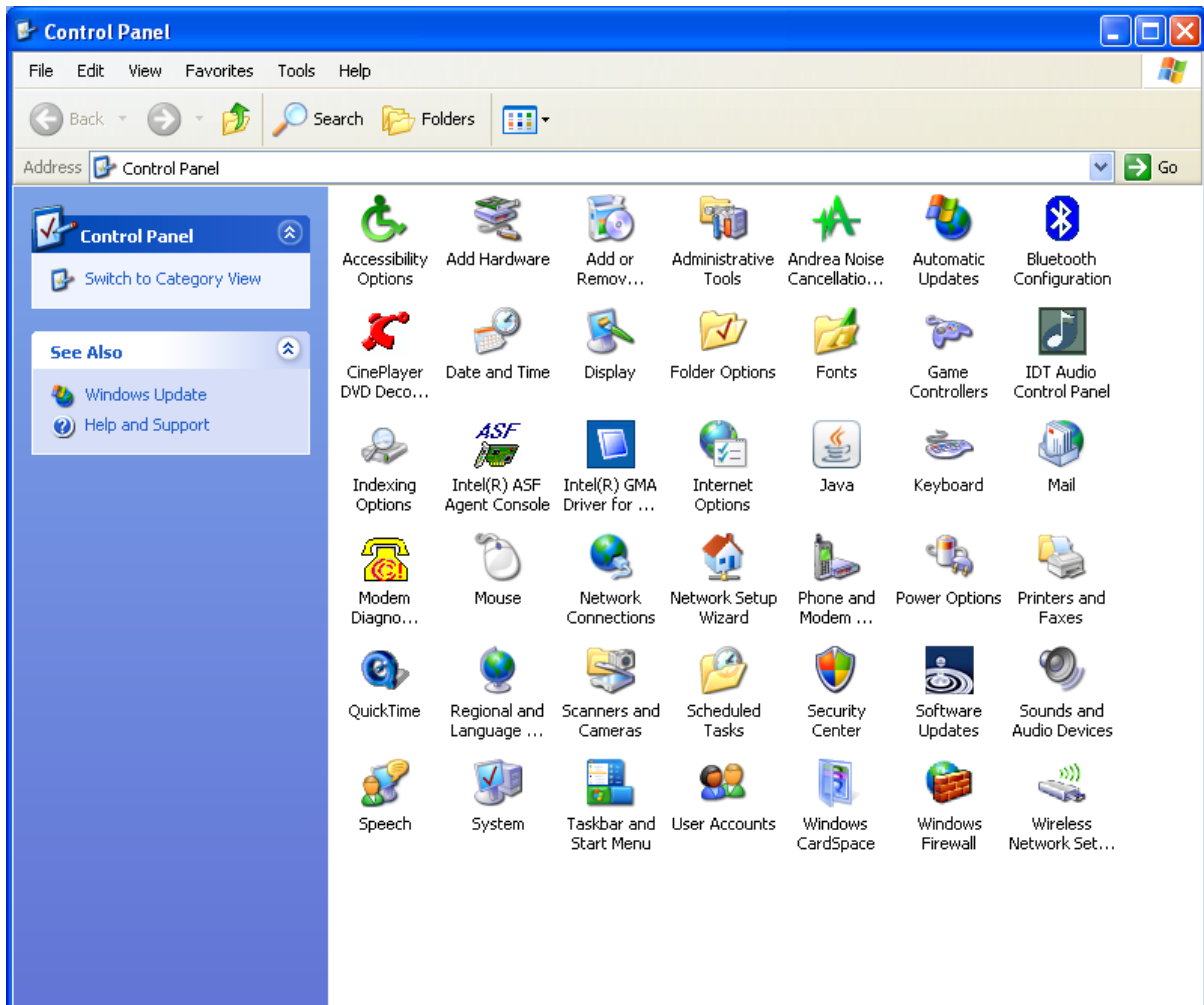 Control Panel
File Edit View Favorites Tools Help
Back Search Folders
Address Control Panel Go
Control Panel
Switch to Category View
See Also
Windows Update
Help and Support
Accessibility Options
Add Hardware
Add or Remov...
Administrative Tools
Andrea Noise Cancellatio...
Automatic Updates
Bluetooth Configuration
CinePlayer DVD Deco...
Date and Time
Display
Folder Options
Fonts
Game Controllers
IDT Audio Control Panel
Indexing Options
ASF
Intel(R) ASF Agent Console
Intel(R) GMA Driver for ...
Internet Options
Java
Keyboard
Mail
Modem Diagno...
Mouse
Network Connections
Network Setup Wizard
Phone and Modem ...
Power Options
Printers and Faxes
QuickTime
Regional and Language ...
Scanners and Cameras
Scheduled Tasks
Security Center
Software Updates
Sounds and Audio Devices
Speech
System
Taskbar and Start Menu
User Accounts
Windows CardSpace
Windows Firewall
Wireless Network Set...